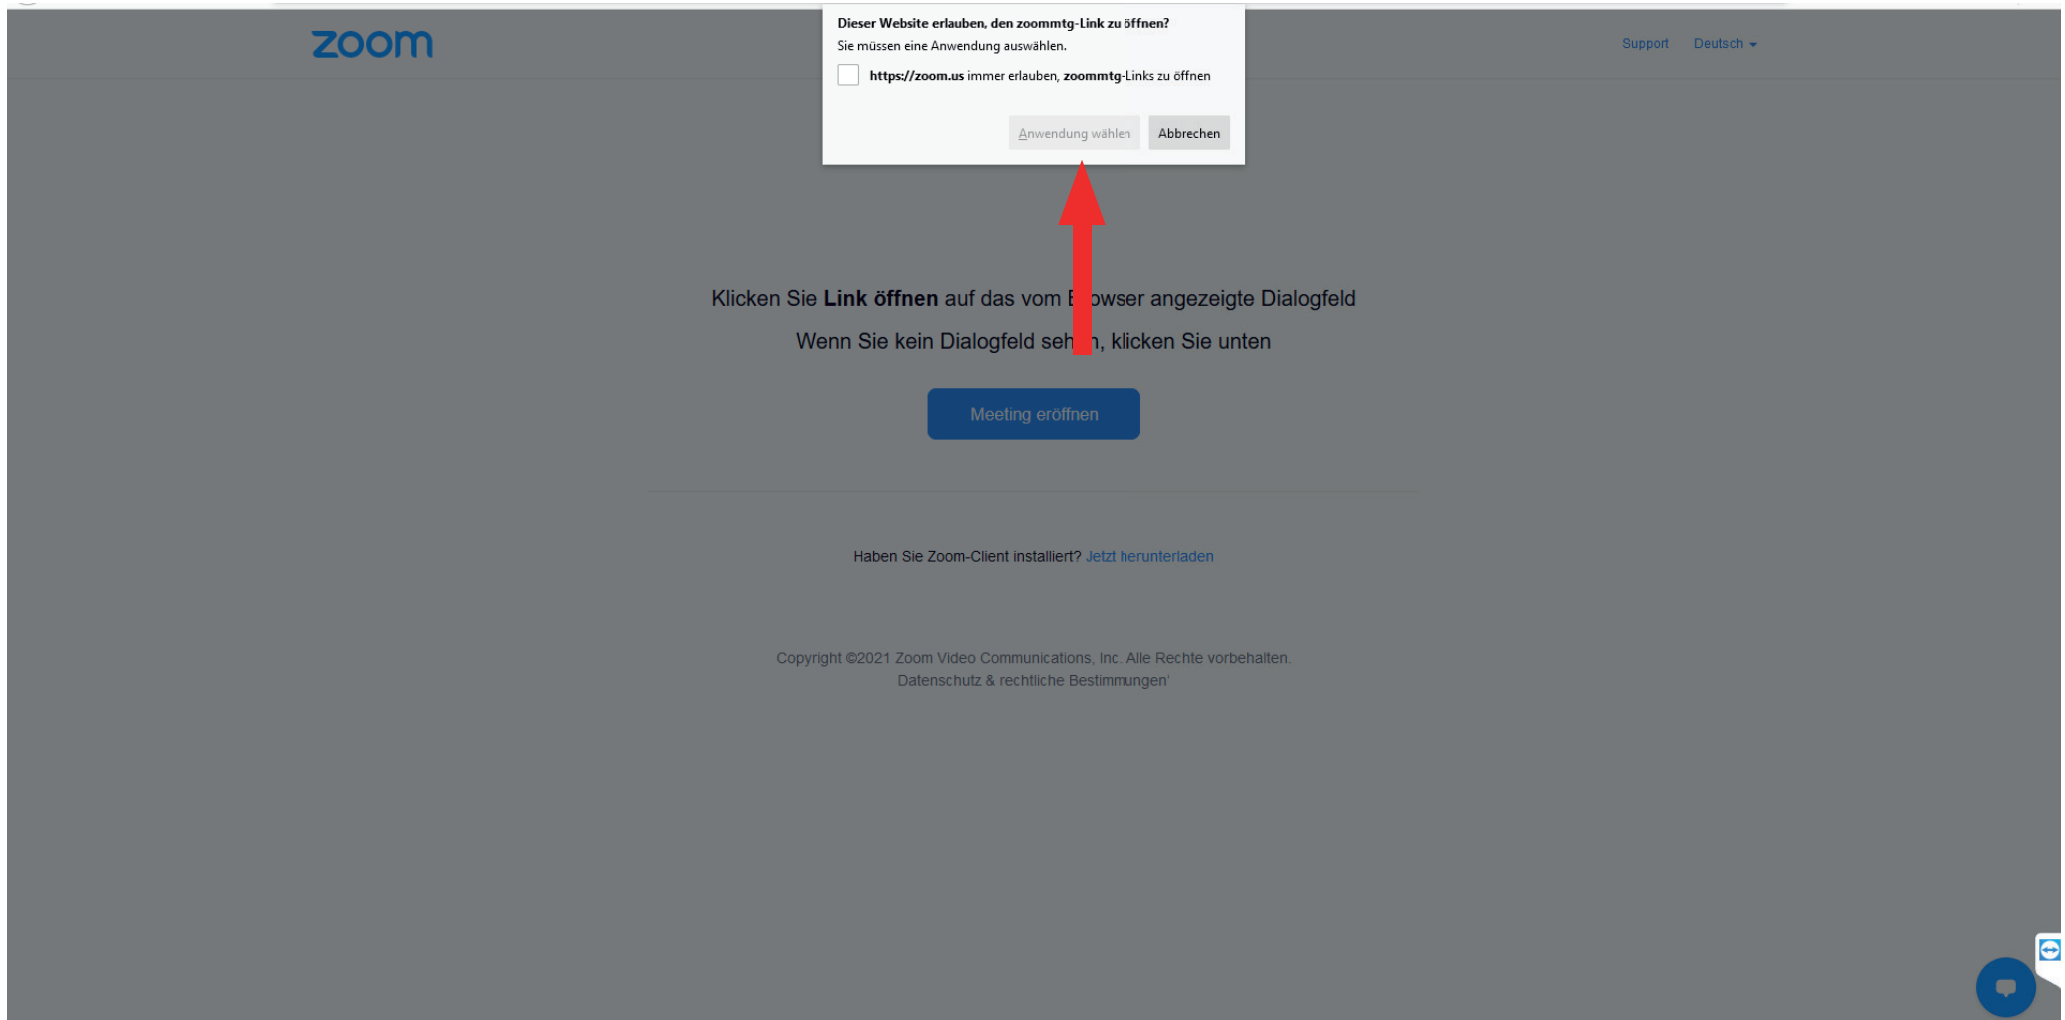 Dieser Website erlauben, den zoommtg-Link zu öffnen?
Sie müssen eine Anwendung auswählen.
https://zoom.us immer erlauben, zoommtg-Links zu öffnen
Anwendung wählen Abbrechen
zoom Support Deutsch
Klicken Sie Link öffnen auf das vom Browser angezeigte Dialogfeld
Wenn Sie kein Dialogfeld sehen, klicken Sie unten
Meeting eröffnen
Haben Sie Zoom-Client installiert? Jetzt herunterladen
Copyright ©2021 Zoom Video Communications, Inc. Alle Rechte vorbehalten.
Datenschutz & rechtliche Bestimmungen'